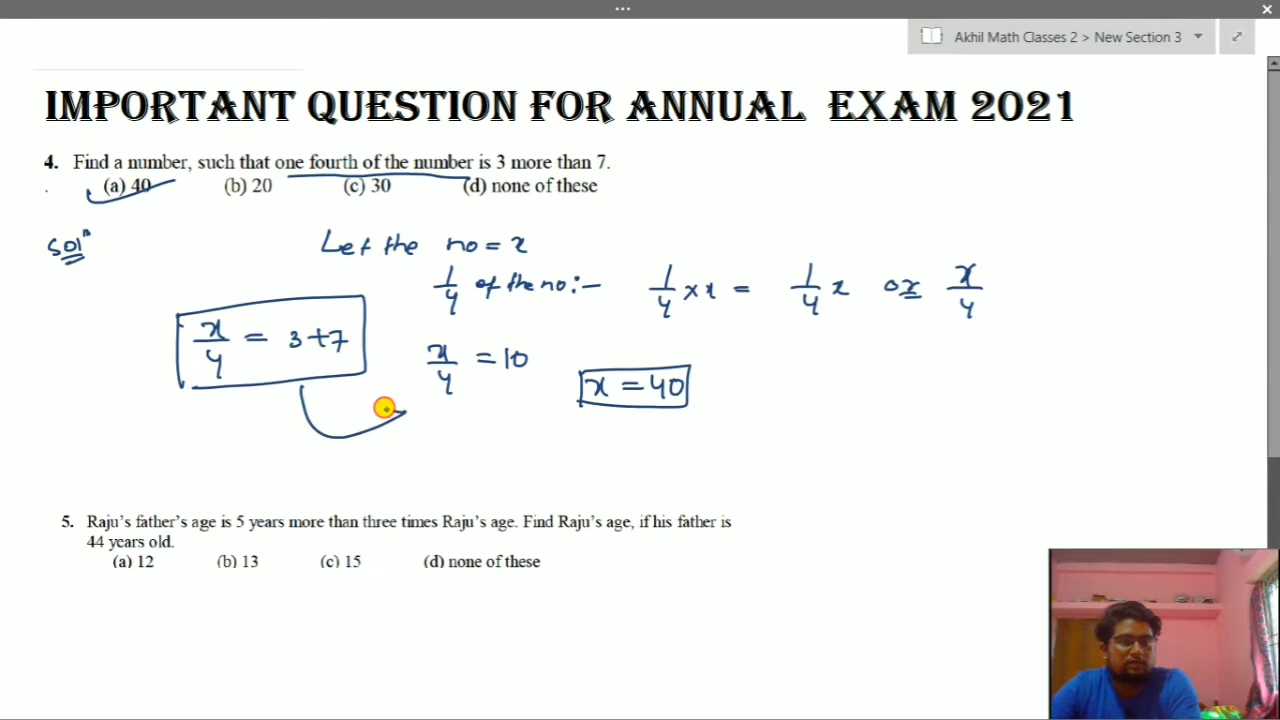 Akhil Math Classes 2 > New Section 3
IMPORTANT QUESTION FOR ANNUAL EXAM 2021
4. Find a number, such that one fourth of the number is 3 more than 7.
(a) 40 (b) 20 (c) 30 (d) none of these
Solⁿ Let the no = x
1/4 of the no :- 1/4 × x = 1/4 x or x/4
x/4 = 3+7
x/4 = 10
x = 40
5. Raju's father's age is 5 years more than three times Raju's age. Find Raju's age, if his father is
44 years old.
(a) 12 (b) 13 (c) 15 (d) none of these